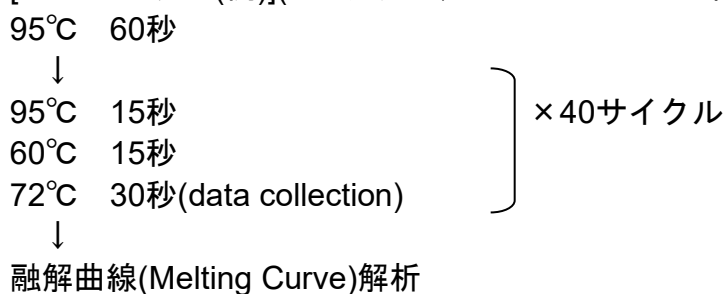 95℃ 60秒
↓
95℃ 15秒
60℃ 15秒
72℃ 30秒(data collection)
×40サイクル
↓
融解曲線(Melting Curve)解析